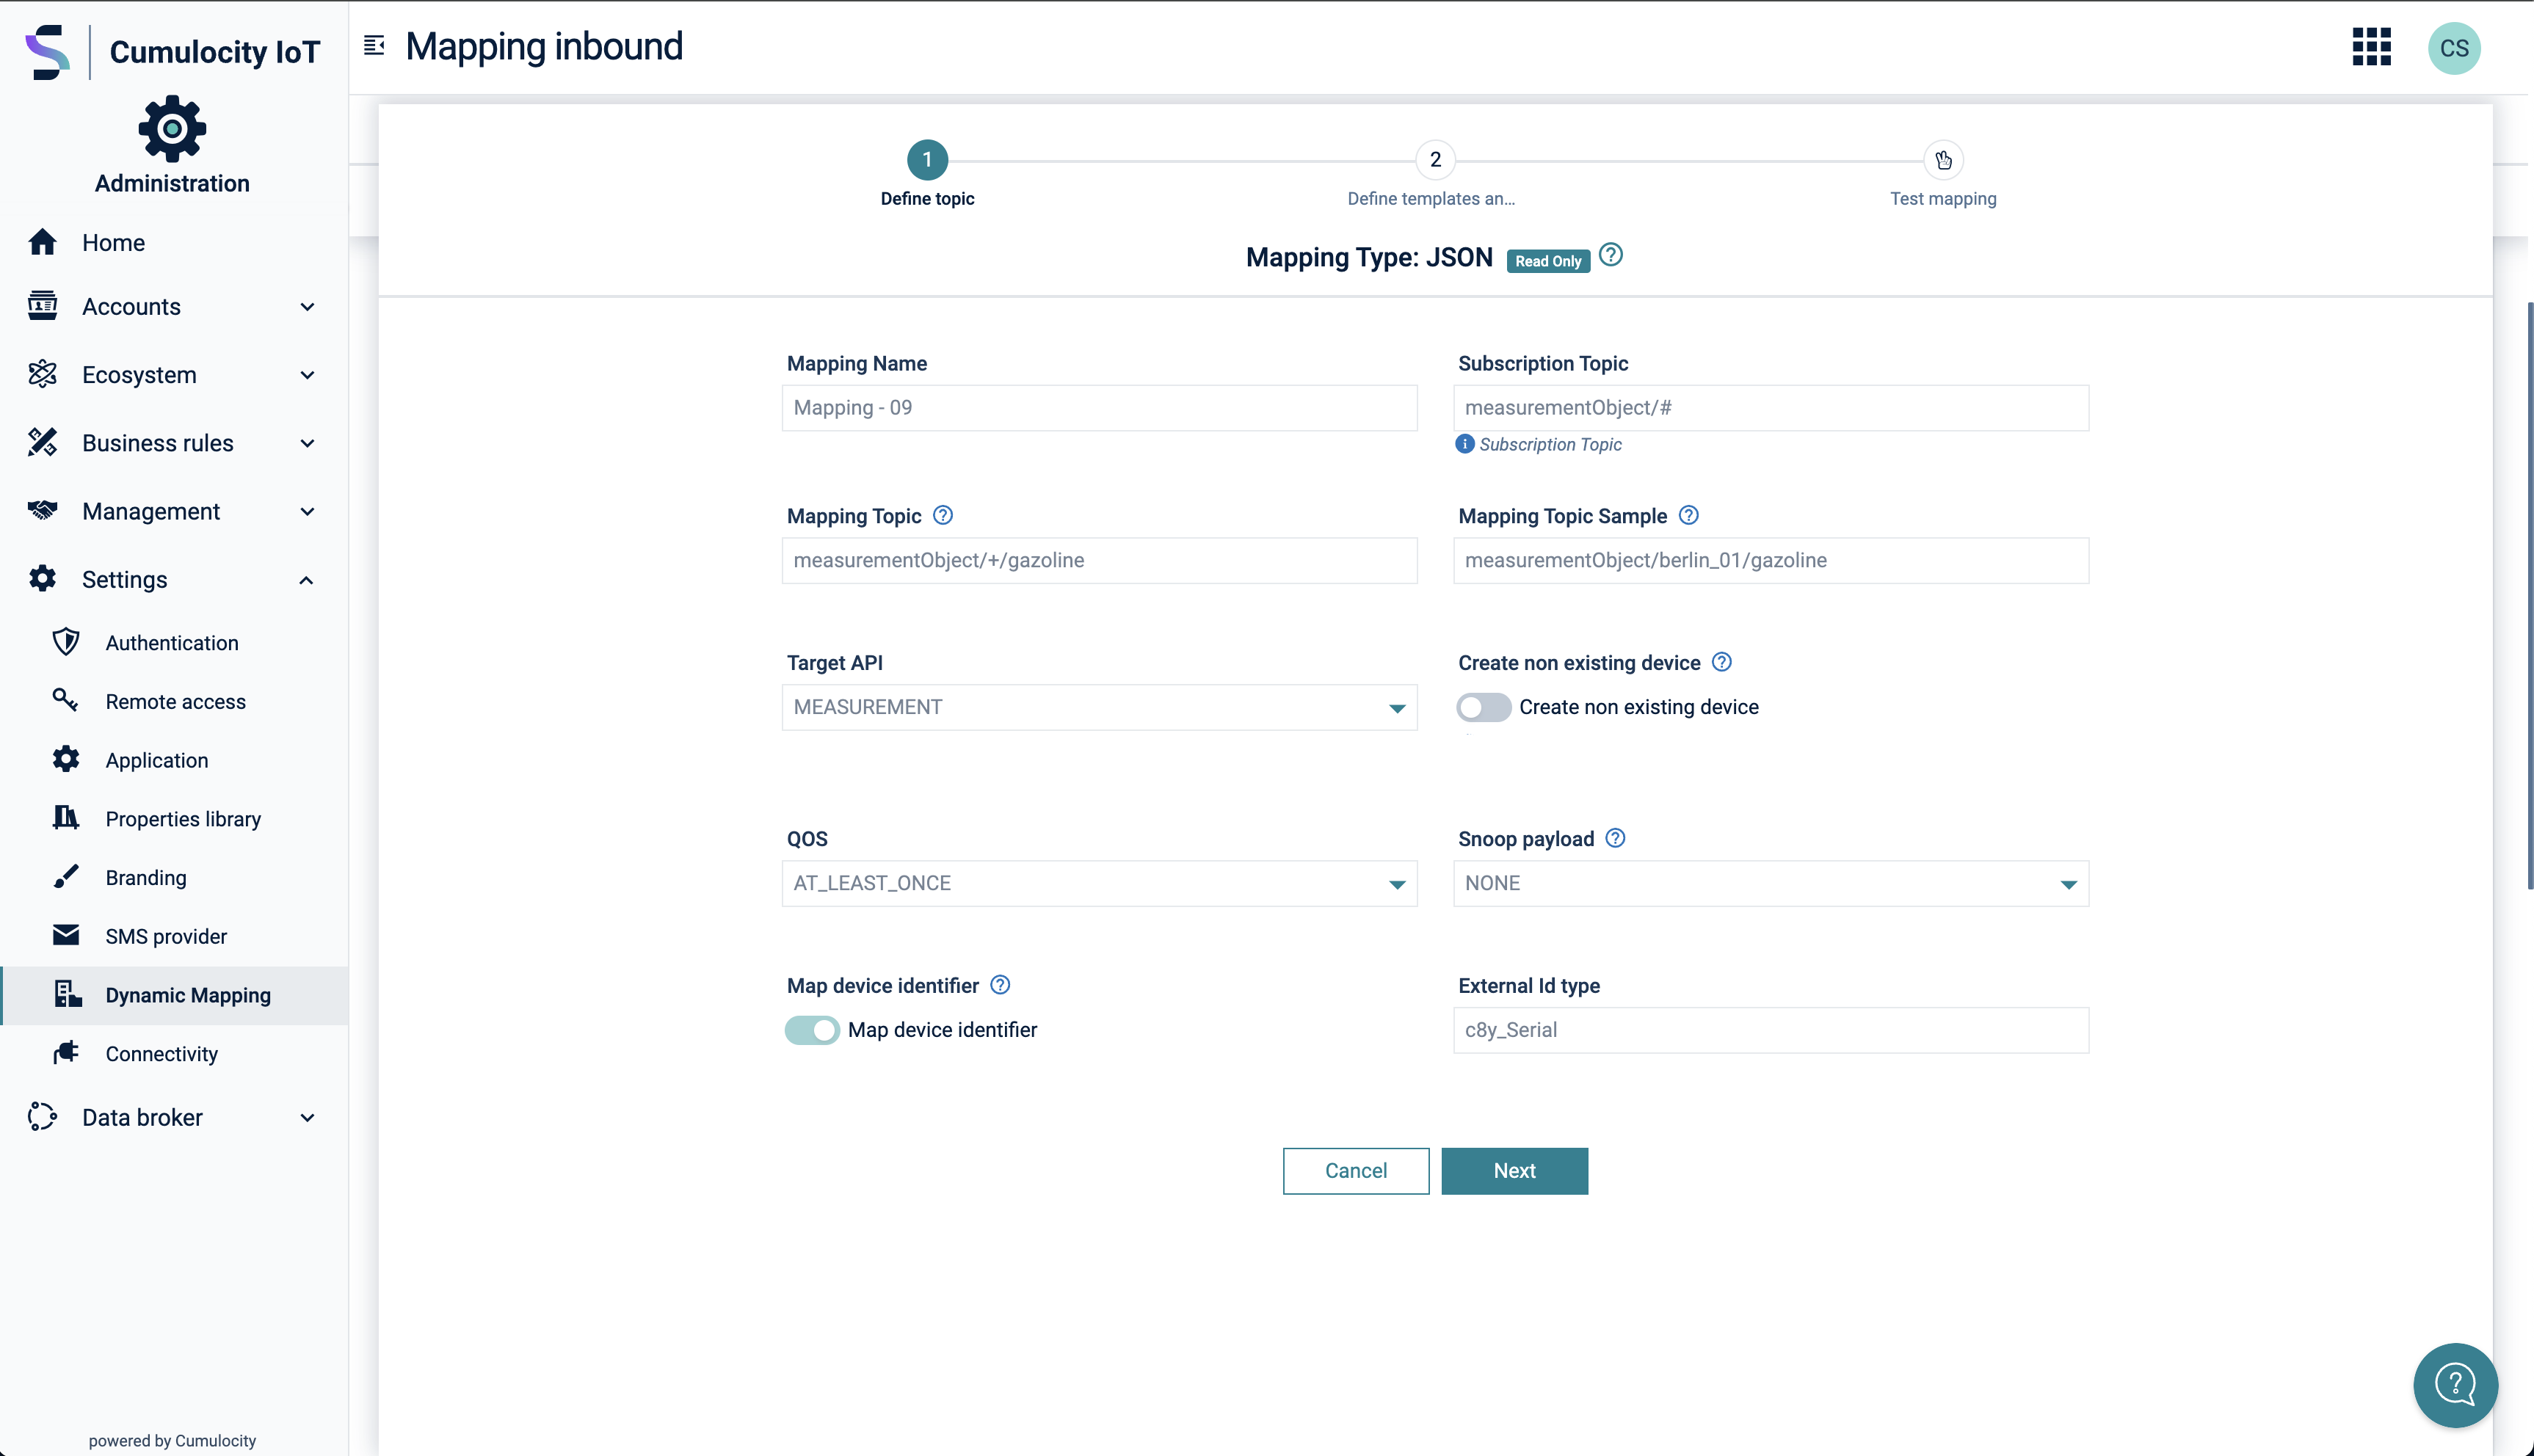 Cumulocity IoT
Mapping inbound
CS
Administration
Home
Accounts
Ecosystem
Business rules
Management
Settings
Authentication
Remote access
Application
Properties library
Branding
SMS provider
Dynamic Mapping
Connectivity
Data broker
powered by Cumulocity
1
2
Define topic
Define templates an...
Test mapping
Mapping Type: JSON Read Only
Mapping Name
Mapping - 09
Subscription Topic
measurementObject/#
Subscription Topic
Mapping Topic
measurementObject/+/gazoline
Mapping Topic Sample
measurementObject/berlin_01/gazoline
Target API
MEASUREMENT
Create non existing device
Create non existing device
QOS
AT_LEAST_ONCE
Snoop payload
NONE
Map device identifier
Map device identifier
External Id type
c8y_Serial
Cancel
Next